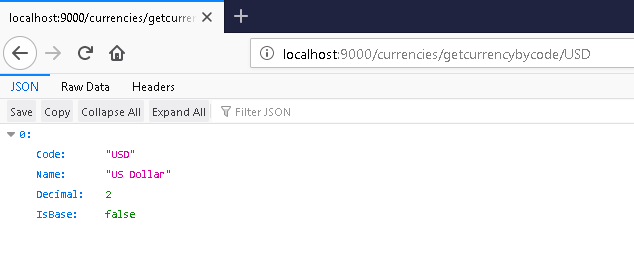 localhost:9000/currencies/getcurren
localhost:9000/currencies/getcurrencybycode/USD
JSON Raw Data Headers
Save Copy Collapse All Expand All Filter JSON
0:
Code: "USD"
Name: "US Dollar"
Decimal: 2
IsBase: false